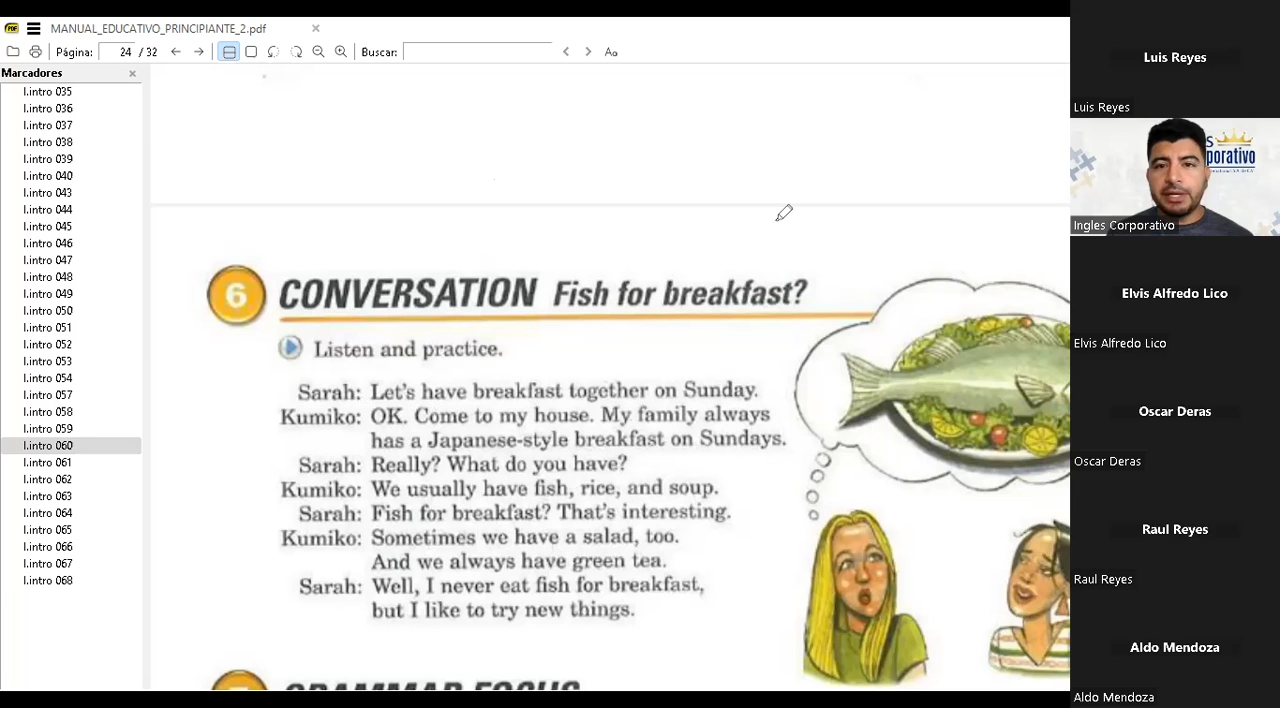 MANUAL_EDUCATIVO_PRINCIPIANTE_2.pdf
Página: 24 / 32 Buscar: Aa
Marcadores
I.intro 035
I.intro 036
I.intro 037
I.intro 038
I.intro 039
I.intro 040
I.intro 043
I.intro 044
I.intro 045
I.intro 046
I.intro 047
I.intro 048
I.intro 049
I.intro 050
I.intro 051
I.intro 052
I.intro 053
I.intro 054
I.intro 057
I.intro 058
I.intro 059
I.intro 060
I.intro 061
I.intro 062
I.intro 063
I.intro 064
I.intro 065
I.intro 066
I.intro 067
I.intro 068
6 CONVERSATION Fish for breakfast?
Listen and practice.
Sarah: Let's have breakfast together on Sunday.
Kumiko: OK. Come to my house. My family always
has a Japanese-style breakfast on Sundays.
Sarah: Really? What do you have?
Kumiko: We usually have fish, rice, and soup.
Sarah: Fish for breakfast? That's interesting.
Kumiko: Sometimes we have a salad, too.
And we always have green tea.
Sarah: Well, I never eat fish for breakfast,
but I like to try new things.
GRAMMAR FOCUS
Luis Reyes
Luis Reyes
porativo
Ingles Corporativo
Elvis Alfredo Lico
Elvis Alfredo Lico
Oscar Deras
Oscar Deras
Raul Reyes
Raul Reyes
Aldo Mendoza
Aldo Mendoza